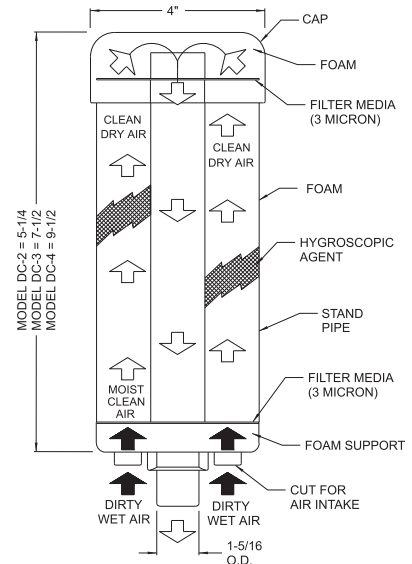 4"
CAP
FOAM
FILTER MEDIA
(3 MICRON)
CLEAN
DRY AIR
CLEAN
DRY AIR
FOAM
HYGROSCOPIC
AGENT
MODEL DC-2 = 5-1/4
MODEL DC-3 = 7-1/2
MODEL DC-4 = 9-1/2
STAND
PIPE
FILTER MEDIA
(3 MICRON)
MOIST
CLEAN
AIR
FOAM SUPPORT
CUT FOR
AIR INTAKE
DIRTY
WET AIR
DIRTY
WET AIR
1-5/16
O.D.